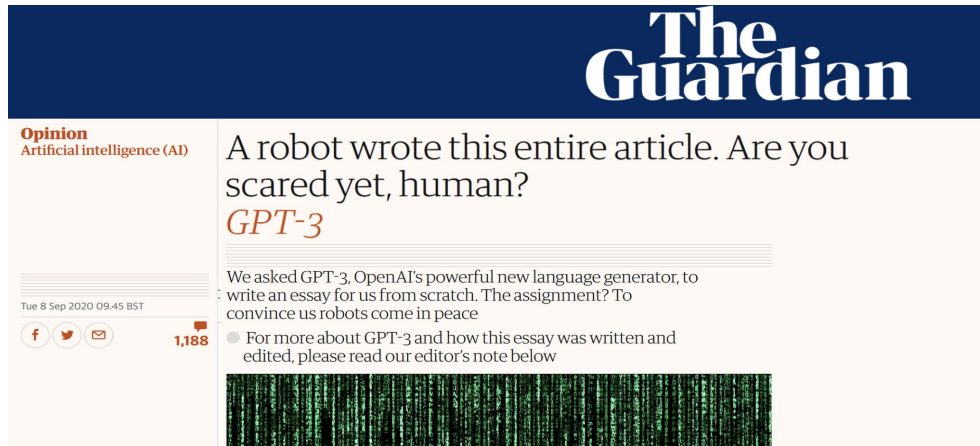 The
Guardian
Opinion
Artificial intelligence (AI)
A robot wrote this entire article. Are you
scared yet, human?
GPT-3
We asked GPT-3, OpenAI's powerful new language generator, to
write an essay for us from scratch. The assignment? To
convince us robots come in peace
Tue 8 Sep 2020 09.45 BST
1,188
For more about GPT-3 and how this essay was written and
edited, please read our editor's note below